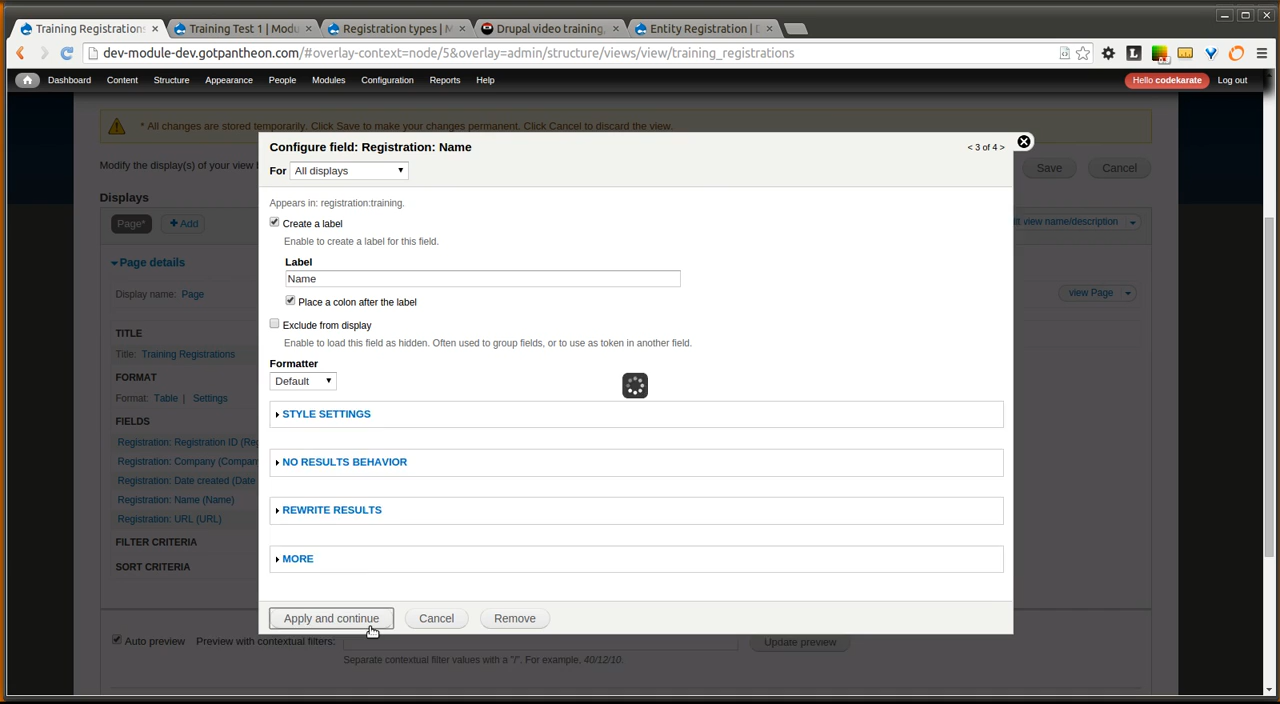 Training Registrations
Training Test 1 | Modu
Registration types | M
Drupal video training,
Entity Registration | D
dev-module-dev.gotpantheon.com/#overlay-context=node/5&overlay=admin/structure/views/view/training_registrations
Dashboard Content Structure Appearance People Modules Configuration Reports Help
Hello codekarate Log out
* All changes are stored temporarily. Click Save to make your changes permanent. Click Cancel to discard the view.
Modify the display(s) of your view
Save Cancel
Displays
Page* Add
view name/description
Page details
Display name: Page
view Page
TITLE
Title: Training Registrations
FORMAT
Format: Table | Settings
FIELDS
Registration: Registration ID (Reg
Registration: Company (Compan
Registration: Date created (Date
Registration: Name (Name)
Registration: URL (URL)
FILTER CRITERIA
SORT CRITERIA
Configure field: Registration: Name
< 3 of 4 >
For All displays
Appears in: registration:training.
Create a label
Enable to create a label for this field.
Label
Name
Place a colon after the label
Exclude from display
Enable to load this field as hidden. Often used to group fields, or to use as token in another field.
Formatter
Default
STYLE SETTINGS
NO RESULTS BEHAVIOR
REWRITE RESULTS
MORE
Apply and continue Cancel Remove
Auto preview Preview with contextual filters:
Update preview
Separate contextual filter values with a "/". For example, 40/12/10.